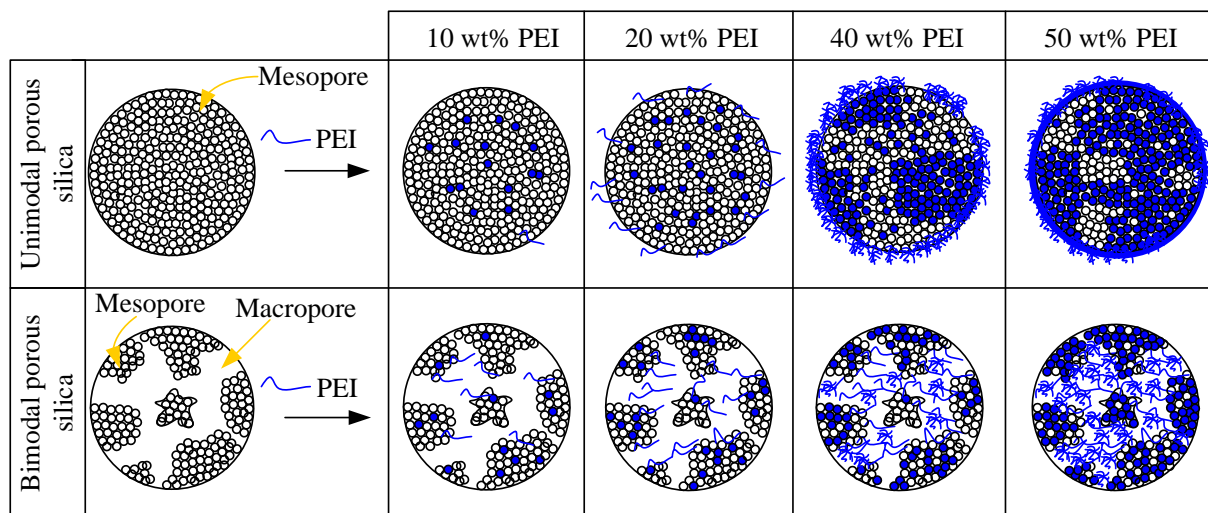 10 wt% PEI
20 wt% PEI
40 wt% PEI
50 wt% PEI
Unimodal porous
silica
Mesopore
PEI
Bimodal porous
silica
Mesopore
Macropore
PEI